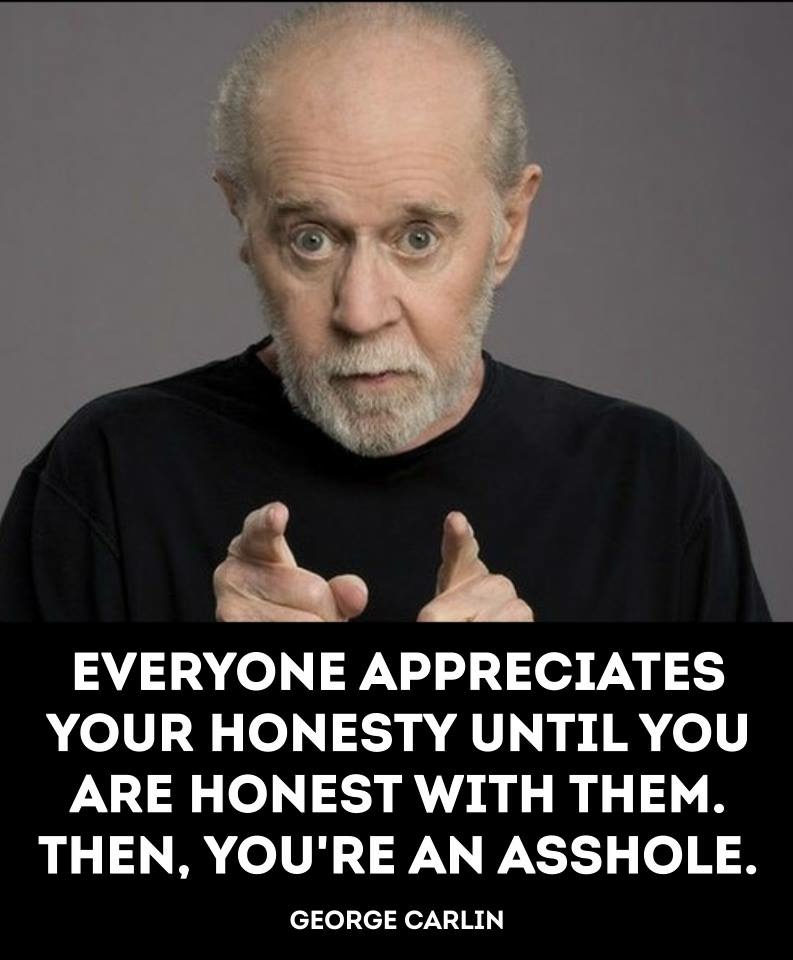 EVERYONE APPRECIATES
YOUR HONESTY UNTIL YOU
ARE HONEST WITH THEM.
THEN, YOU'RE AN ASSHOLE.
GEORGE CARLIN